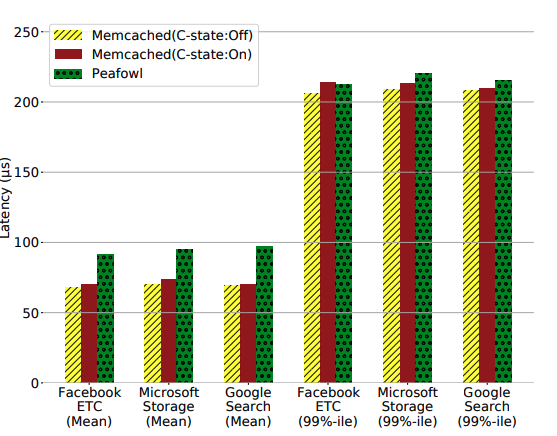 250
200
150
100
50
0
Latency (µs)
Memcached(C-state:Off)
Memcached(C-state:On)
Peafowl
Facebook
ETC
(Mean)
Microsoft
Storage
(Mean)
Google
Search
(Mean)
Facebook
ETC
(99%-ile)
Microsoft
Storage
(99%-ile)
Google
Search
(99%-ile)